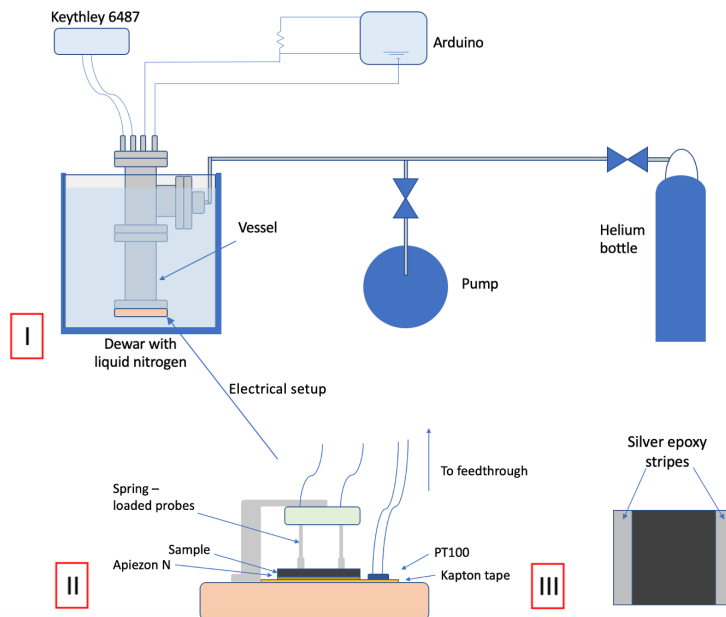 Keythley 6487
Arduino
Vessel
Helium
bottle
Pump
I
Dewar with
liquid nitrogen
Electrical setup
Silver epoxy
stripes
To feedthrough
Spring –
loaded probes
Sample
Apiezon N
PT100
Kapton tape
II
III